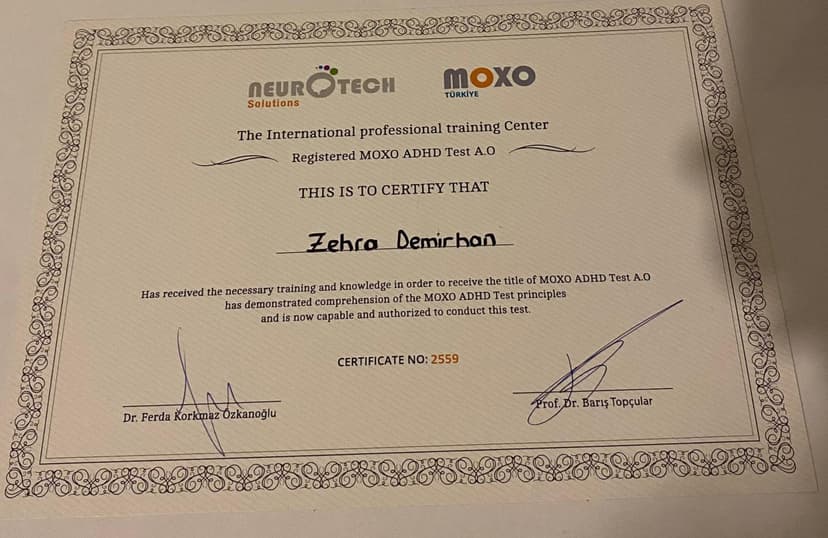 NEUROTECH
Solutions
MOXO
TÜRKİYE
The International professional training Center
Registered MOXO ADHD Test A.O
THIS IS TO CERTIFY THAT
Zehra Demirhan
Has received the necessary training and knowledge in order to receive the title of MOXO ADHD Test A.O
has demonstrated comprehension of the MOXO ADHD Test principles
and is now capable and authorized to conduct this test.
CERTIFICATE NO: 2559
Dr. Ferda Korkmaz Özkanoğlu
Prof. Dr. Barış Topçular